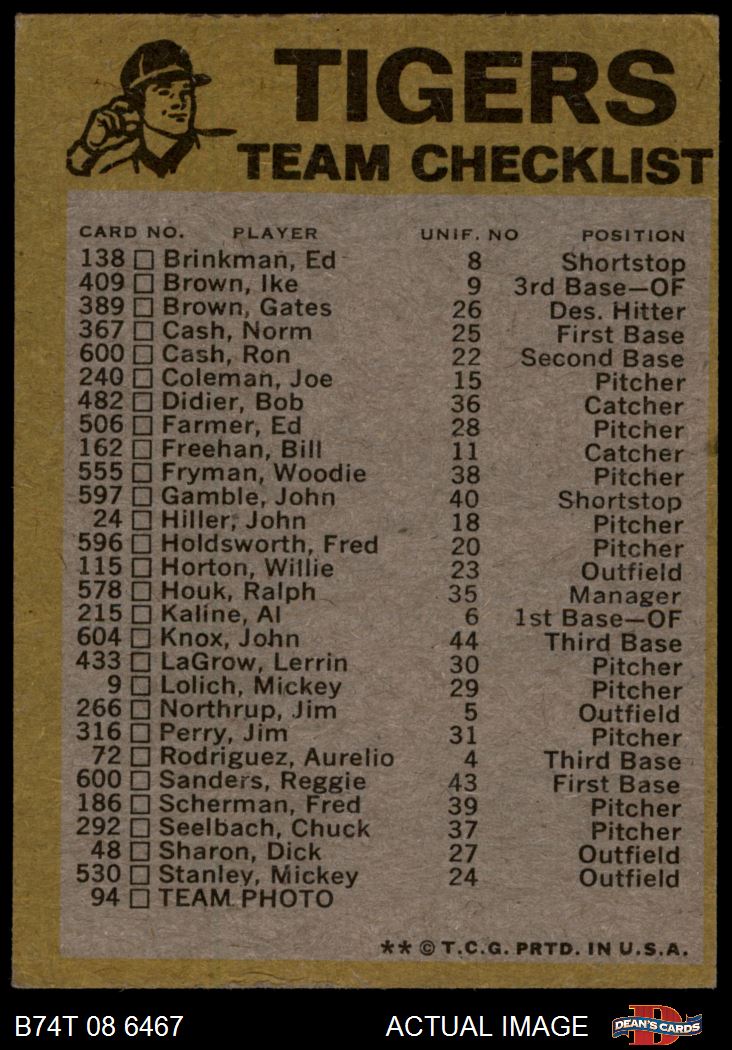 TIGERS
TEAM CHECKLIST
CARD NO. PLAYER UNIF. NO POSITION
138 Brinkman, Ed 8 Shortstop
409 Brown, Ike 9 3rd Base—OF
389 Brown, Gates 26 Des. Hitter
367 Cash, Norm 25 First Base
600 Cash, Ron 22 Second Base
240 Coleman, Joe 15 Pitcher
482 Didier, Bob 36 Catcher
506 Farmer, Ed 28 Pitcher
162 Freehan, Bill 11 Catcher
555 Fryman, Woodie 38 Pitcher
597 Gamble, John 40 Shortstop
24 Hiller, John 18 Pitcher
596 Holdsworth, Fred 20 Pitcher
115 Horton, Willie 23 Outfield
578 Houk, Ralph 35 Manager
215 Kaline, Al 6 1st Base—OF
604 Knox, John 44 Third Base
433 LaGrow, Lerrin 30 Pitcher
9 Lolich, Mickey 29 Pitcher
266 Northrup, Jim 5 Outfield
316 Perry, Jim 31 Pitcher
72 Rodriguez, Aurelio 4 Third Base
600 Sanders, Reggie 43 First Base
186 Scherman, Fred 39 Pitcher
292 Seelbach, Chuck 37 Pitcher
48 Sharon, Dick 27 Outfield
530 Stanley, Mickey 24 Outfield
94 TEAM PHOTO
** © T.C.G. PRTD. IN U.S.A.
B74T 08 6467 ACTUAL IMAGE DEAN'S CARDS